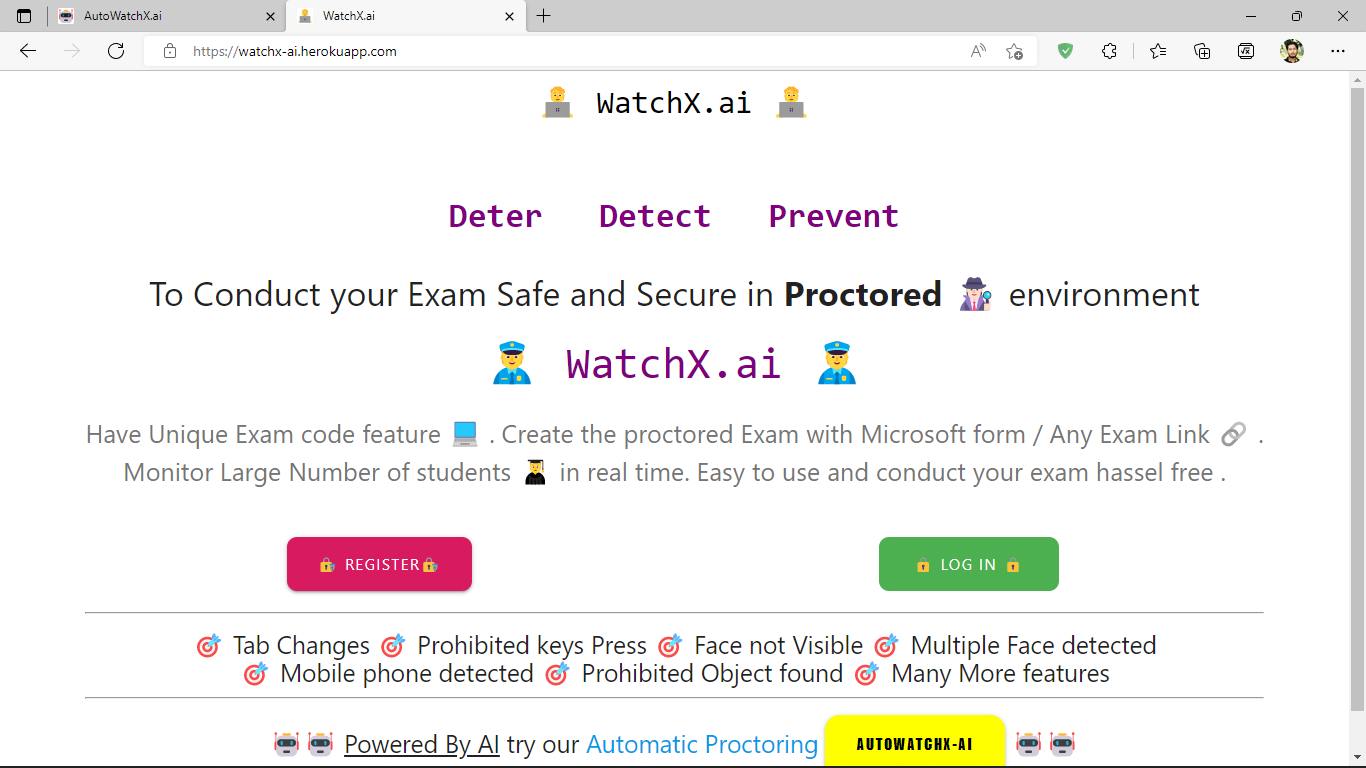 AutoWatchX.ai
WatchX.ai
https://watchx-ai.herokuapp.com
WatchX.ai
Deter Detect Prevent
To Conduct your Exam Safe and Secure in Proctored environment
WatchX.ai
Have Unique Exam code feature 💻 . Create the proctored Exam with Microsoft form / Any Exam Link 🔗 .
Monitor Large Number of students 👨‍🎓 in real time. Easy to use and conduct your exam hassel free .
REGISTER
LOG IN
Tab Changes 🎯 Prohibited keys Press 🎯 Face not Visible 🎯 Multiple Face detected
Mobile phone detected 🎯 Prohibited Object found 🎯 Many More features
Powered By AI try our Automatic Proctoring AUTOWATCHX-AI